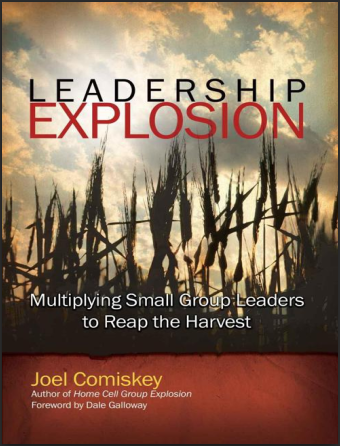 LEADERSHIP
EXPLOSION
Multiplying Small Group Leaders
to Reap the Harvest
Joel Comiskey
Author of Home Cell Group Explosion
Foreword by Dale Galloway